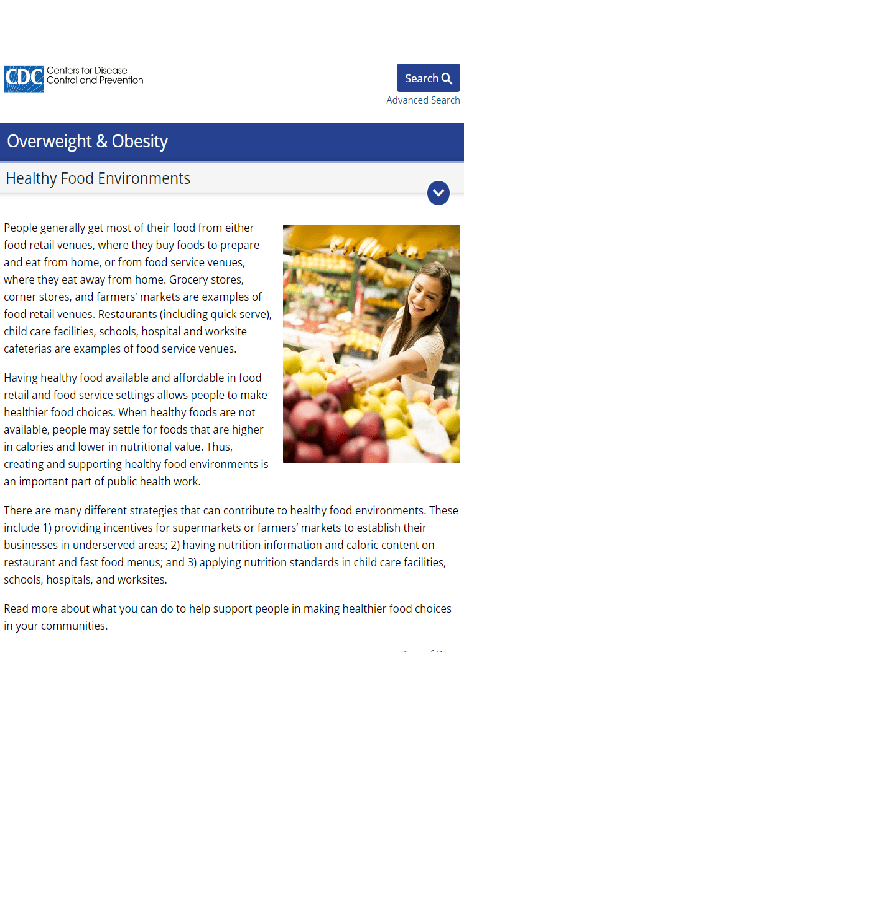 CDC
Centers for Disease
Control and Prevention
Search
Advanced Search
Overweight & Obesity
Healthy Food Environments
People generally get most of their food from either
food retail venues, where they buy foods to prepare
and eat from home, or from food service venues,
where they eat away from home. Grocery stores,
corner stores, and farmers' markets are examples of
food retail venues. Restaurants (including quick serve),
child care facilities, schools, hospital and worksite
cafeterias are examples of food service venues.
Having healthy food available and affordable in food
retail and food service settings allows people to make
healthier food choices. When healthy foods are not
available, people may settle for foods that are higher
in calories and lower in nutritional value. Thus,
creating and supporting healthy food environments is
an important part of public health work.
There are many different strategies that can contribute to healthy food environments. These
include 1) providing incentives for supermarkets or farmers' markets to establish their
businesses in underserved areas; 2) having nutrition information and caloric content on
restaurant and fast food menus; and 3) applying nutrition standards in child care facilities,
schools, hospitals, and worksites.
Read more about what you can do to help support people in making healthier food choices
in your communities.